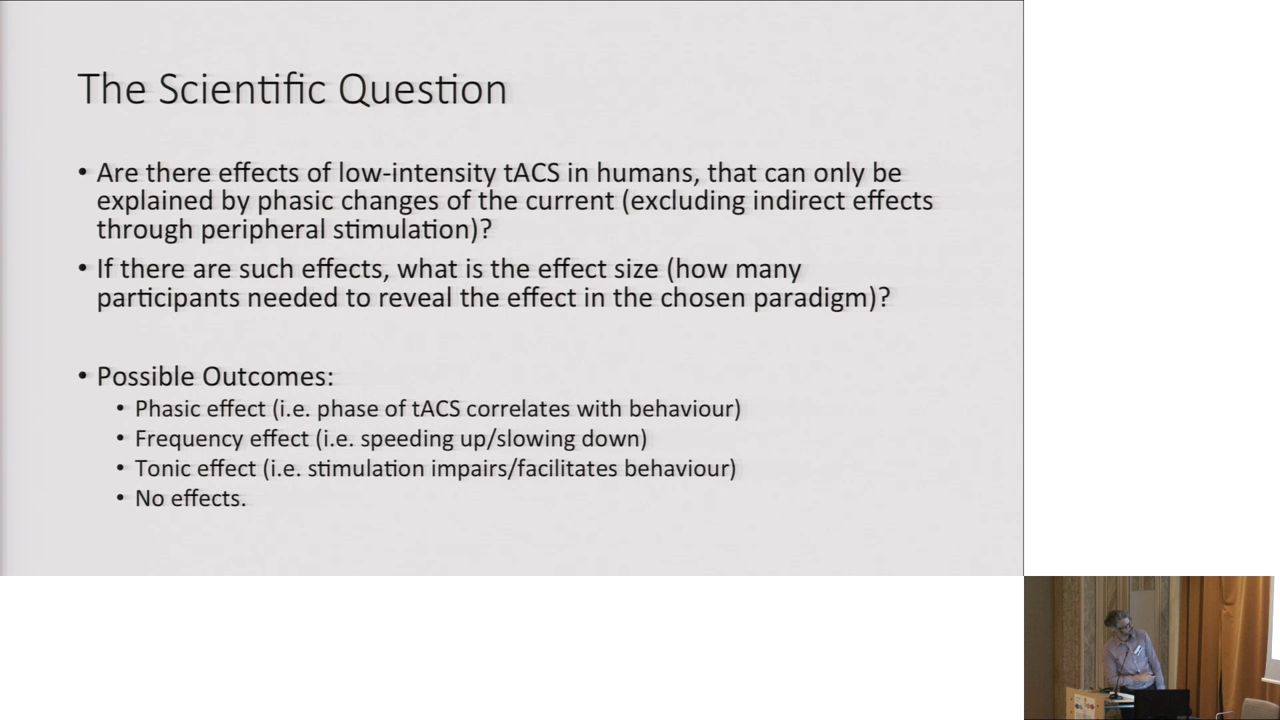 The Scientific Question
• Are there effects of low-intensity tACS in humans, that can only be
explained by phasic changes of the current (excluding indirect effects
through peripheral stimulation)?
• If there are such effects, what is the effect size (how many
participants needed to reveal the effect in the chosen paradigm)?
• Possible Outcomes:
• Phasic effect (i.e. phase of tACS correlates with behaviour)
• Frequency effect (i.e. speeding up/slowing down)
• Tonic effect (i.e. stimulation impairs/facilitates behaviour)
• No effects.